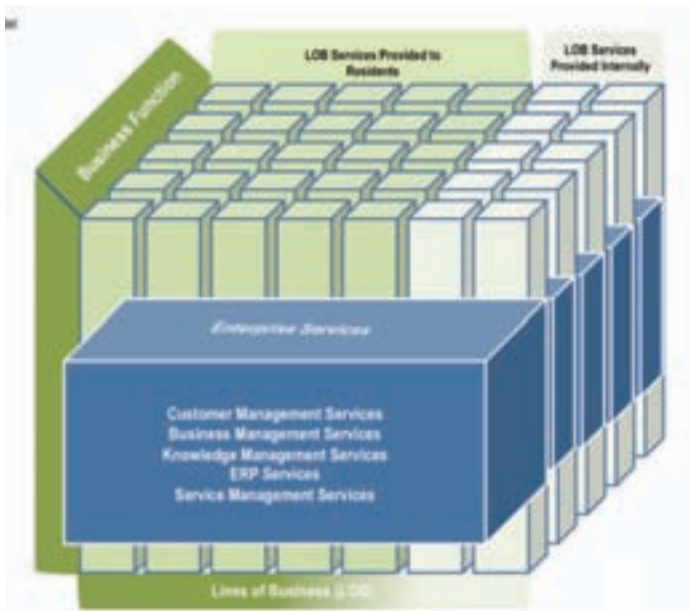 LOB Services Provided to
Residents
LOB Services
Provided Internally
Business Function
Enterprise Services
Customer Management Services
Business Management Services
Knowledge Management Services
ERP Services
Service Management Services
Lines of Business (LOB)